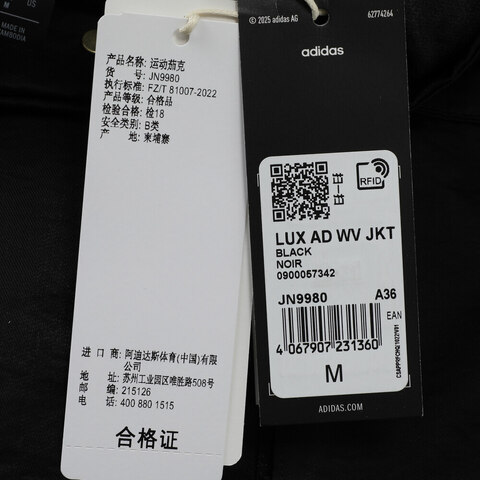 M
US
MADE IN
CAMBODIA
产品名称: 运动茄克
货 号: JN9980
执行标准: FZ/T 81007-2022
产品等级: 合格品
检验合格: 检18
安全类别: B类
产 地: 柬埔寨
进 口 商: 阿迪达斯体育(中国)有限
公司
地 址: 苏州工业园区唯胜路508号
邮 编: 215126
电 话: 400 880 1515
合格证
© 2025 adidas AG
62774264
adidas
RFID
LUX AD WV JKT
BLACK
NOIR
0900057342
JN9980 A36
EAN
4 067907 231360
M
ADIDAS.COM